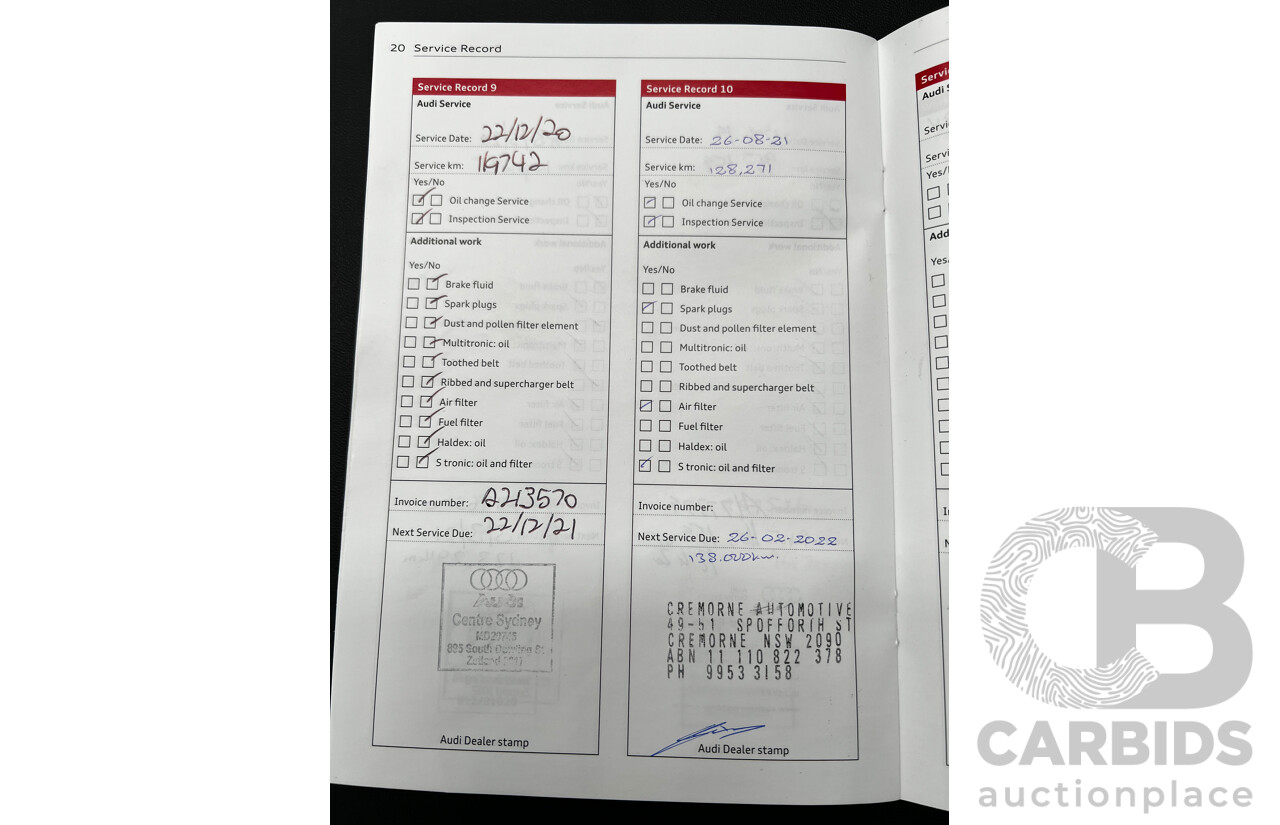 20 Service Record
Service Record 9
Audi Service
Service Date: 22/12/20
Service km: 119742
Yes/No
Oil change Service
Inspection Service
Additional work
Yes/No
Brake fluid
Spark plugs
Dust and pollen filter element
Multitronic: oil
Toothed belt
Ribbed and supercharger belt
Air filter
Fuel filter
Haldex: oil
S tronic: oil and filter
Invoice number: A213570
Next Service Due: 22/12/21
Centre Sydney
895 South
Audi Dealer stamp
Service Record 10
Audi Service
Service Date: 26-08-21
Service km: 128,271
Yes/No
Oil change Service
Inspection Service
Additional work
Yes/No
Brake fluid
Spark plugs
Dust and pollen filter element
Multitronic: oil
Toothed belt
Ribbed and supercharger belt
Air filter
Fuel filter
Haldex: oil
S tronic: oil and filter
Invoice number:
Next Service Due: 26-02-2022
138.000km.
CREMORNE AUTOMOTIVE
49-51 SPOFFORTH ST
CREMORNE NSW 2090
ABN 11 110 822 378
PH 9953 3158
Audi Dealer stamp
CB
CARBIDS
auctionplace